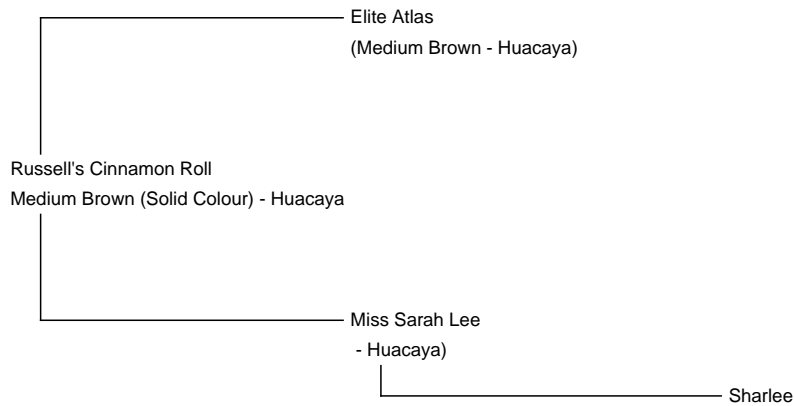 Elite Atlas
(Medium Brown - Huacaya)
Russell's Cinnamon Roll
Medium Brown (Solid Colour) - Huacaya
Miss Sarah Lee
- Huacaya)
Sharlee